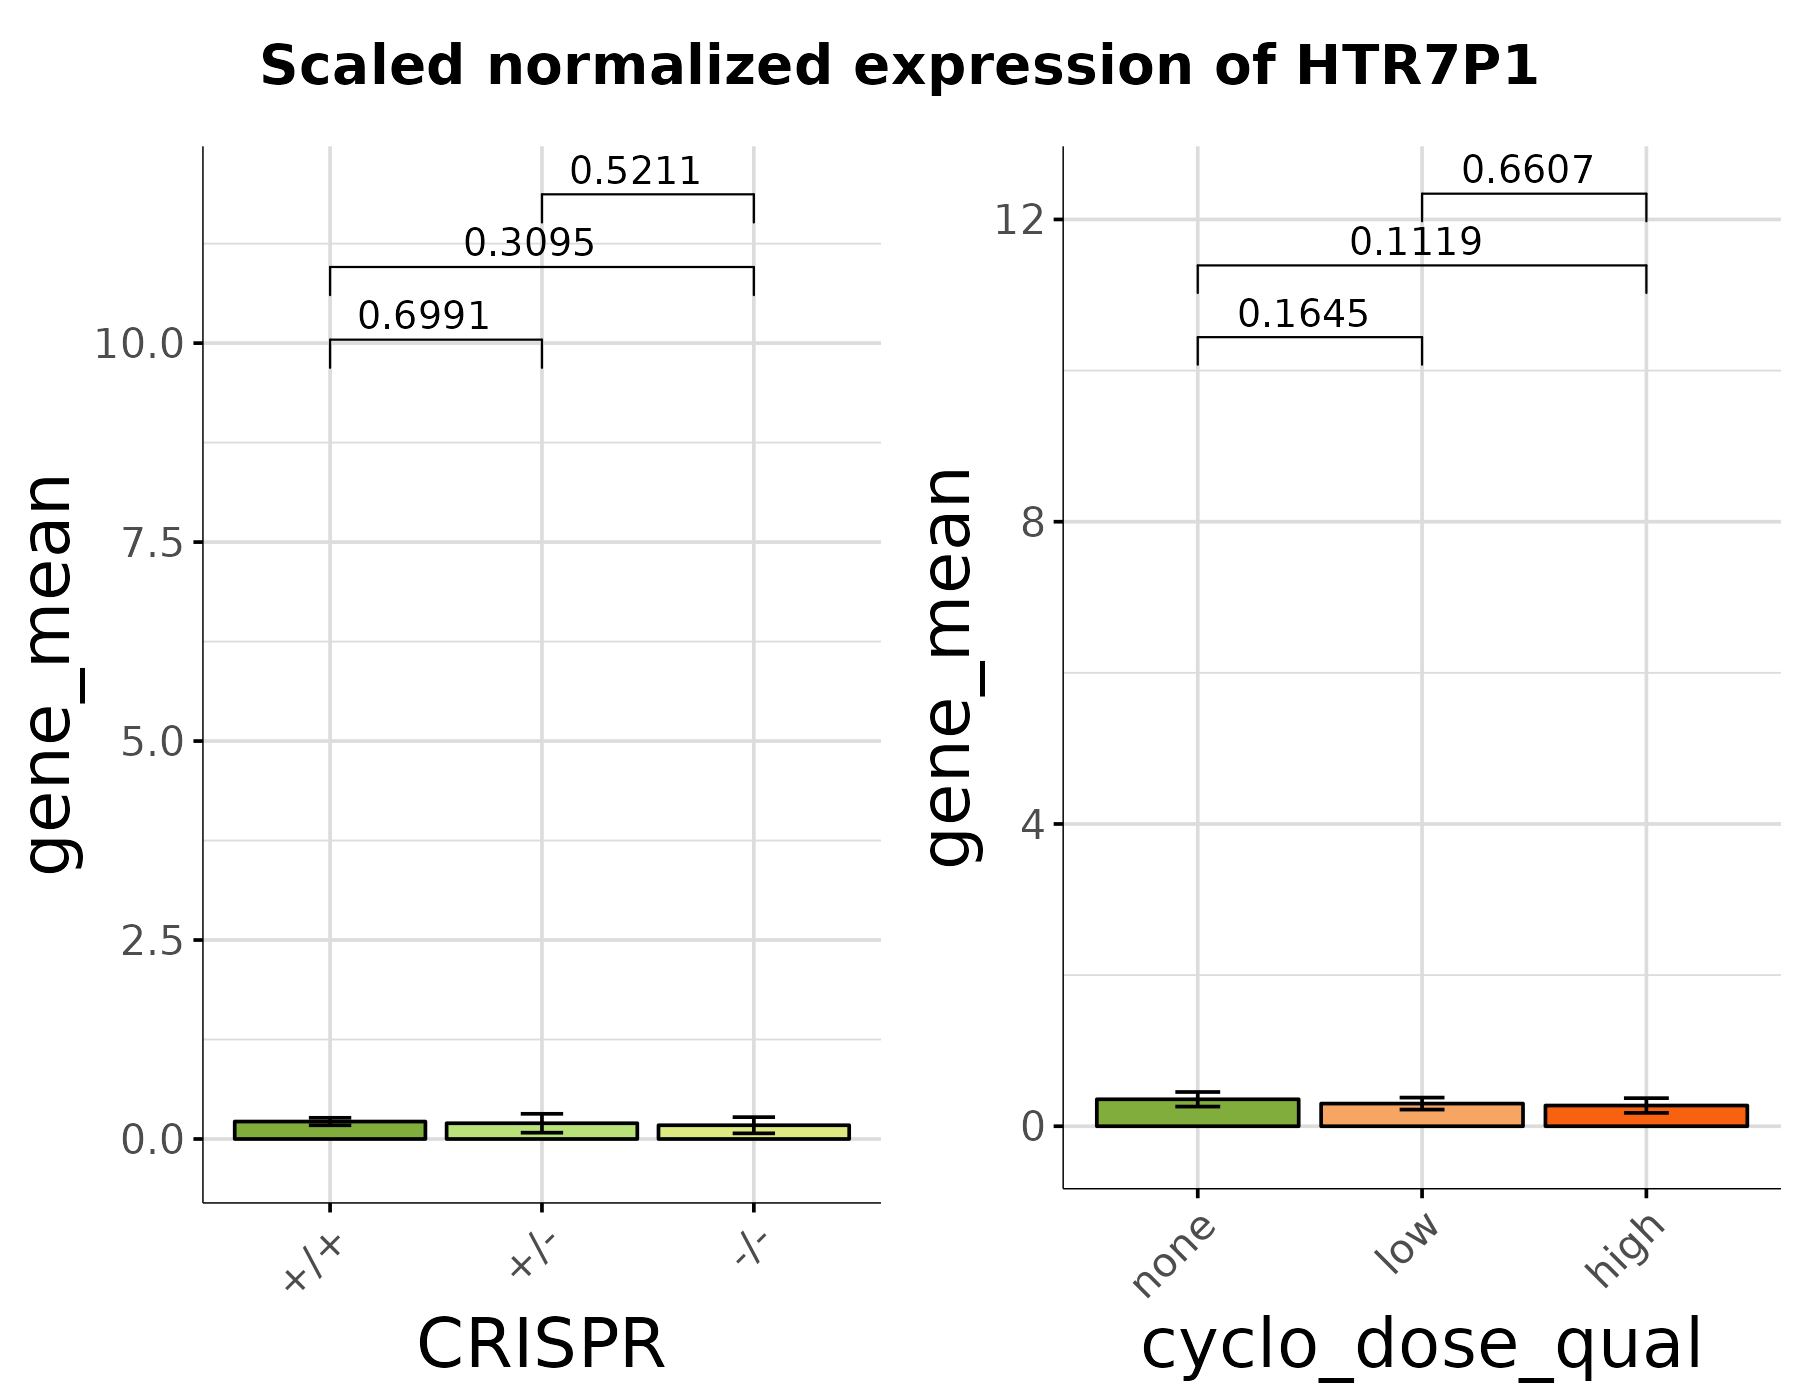 Scaled normalized expression of HTR7P1
gene_mean
10.0
7.5
5.0
2.5
0.0
0.5211
0.3095
0.6991
+/+
+/-
-/-
CRISPR
gene_mean
12
8
4
0
0.6607
0.1119
0.1645
none
low
high
cyclo_dose_qual